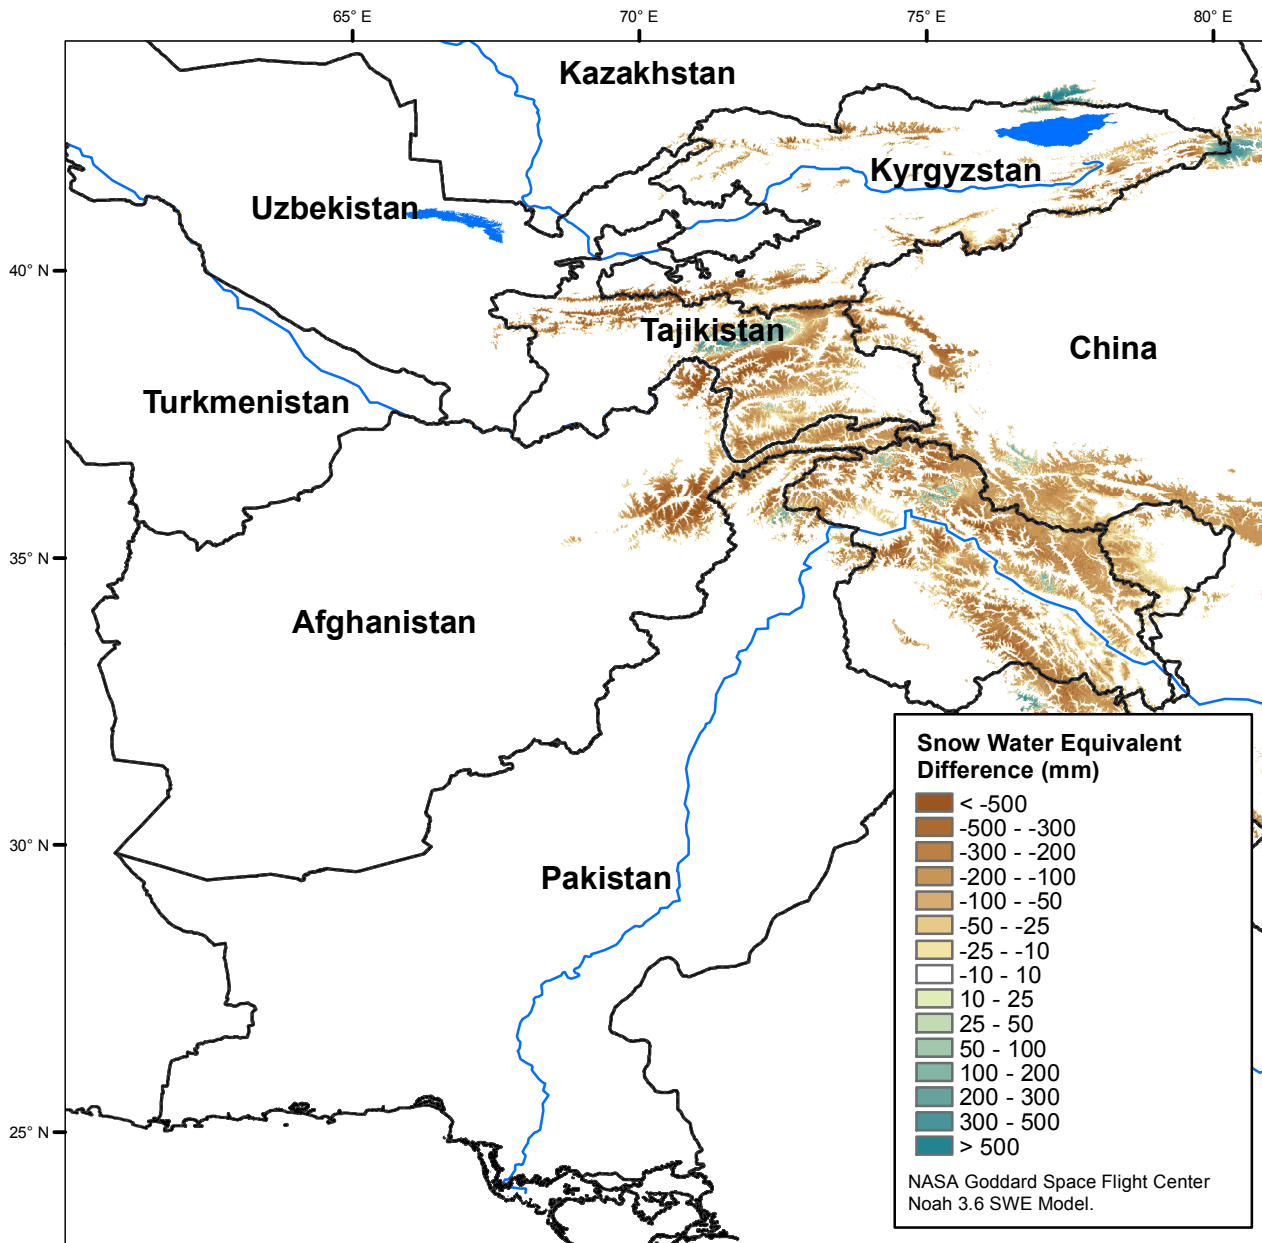 65° E
70° E
75° E
80° E
Kazakhstan
Kyrgyzstan
Uzbekistan
40° N
Tajikistan
China
Turkmenistan
35° N
Afghanistan
30° N
Pakistan
25° N
Snow Water Equivalent
Difference (mm)
< -500
-500 - -300
-300 - -200
-200 - -100
-100 - -50
-50 - -25
-25 - -10
-10 - 10
10 - 25
25 - 50
50 - 100
100 - 200
200 - 300
300 - 500
> 500
NASA Goddard Space Flight Center
Noah 3.6 SWE Model.